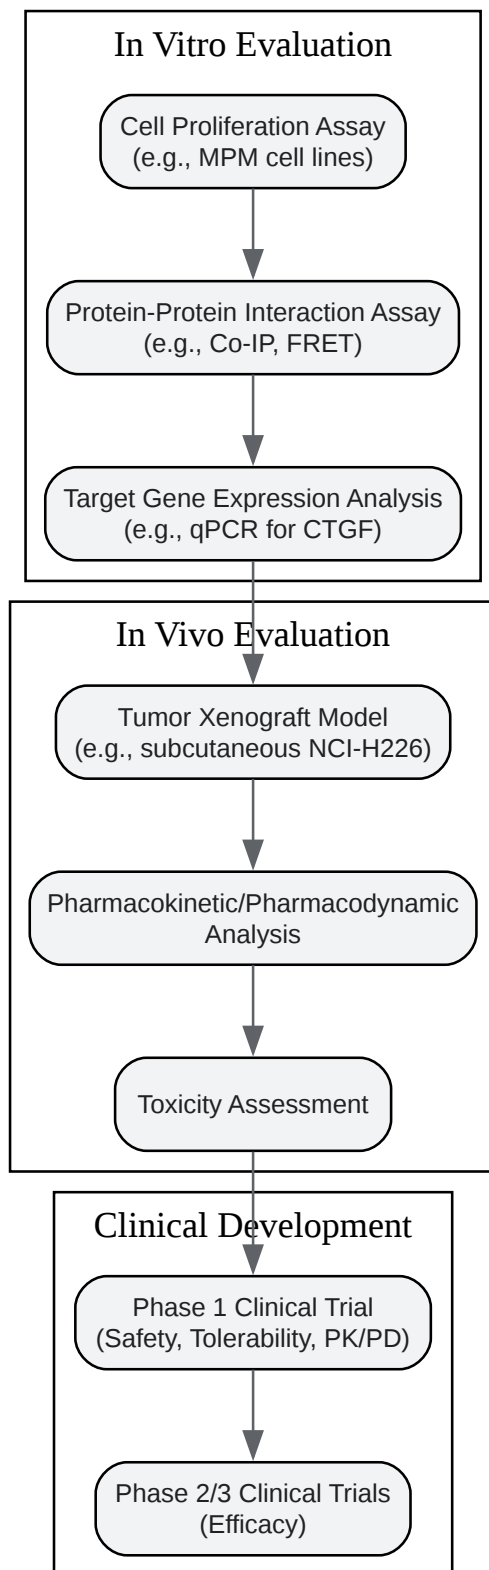 In Vitro Evaluation
Cell Proliferation Assay
(e.g., MPM cell lines)
Protein-Protein Interaction Assay
(e.g., Co-IP, FRET)
Target Gene Expression Analysis
(e.g., qPCR for CTGF)
In Vivo Evaluation
Tumor Xenograft Model
(e.g., subcutaneous NCI-H226)
Pharmacokinetic/Pharmacodynamic
Analysis
Toxicity Assessment
Clinical Development
Phase 1 Clinical Trial
(Safety, Tolerability, PK/PD)
Phase 2/3 Clinical Trials
(Efficacy)